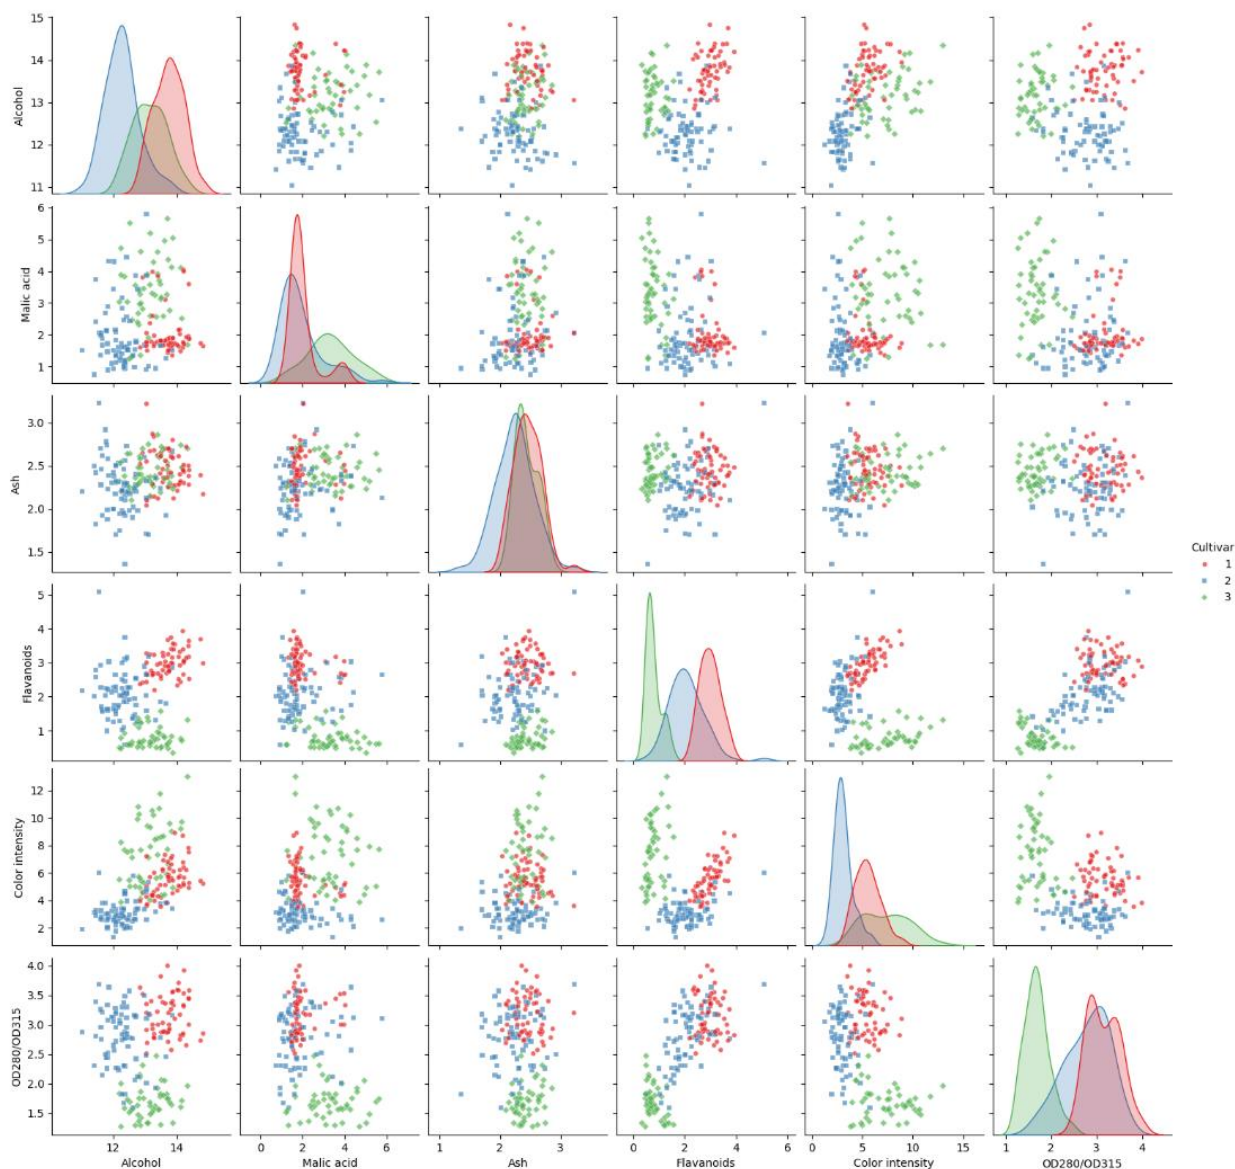 15
14
13
12
11
Alcohol
6
5
4
3
2
1
Malic acid
3.0
2.5
2.0
1.5
Ash
Cultivar
1
2
3
5
4
3
2
1
Flavanoids
12
10
8
6
4
2
Color intensity
4.0
3.5
3.0
2.5
2.0
1.5
OD280/OD315
12 14
0 2 4 6
1 2 3
0 2 4 6
0 5 10 15
1 2 3 4
Alcohol Malic acid Ash Flavanoids Color intensity OD280/OD315